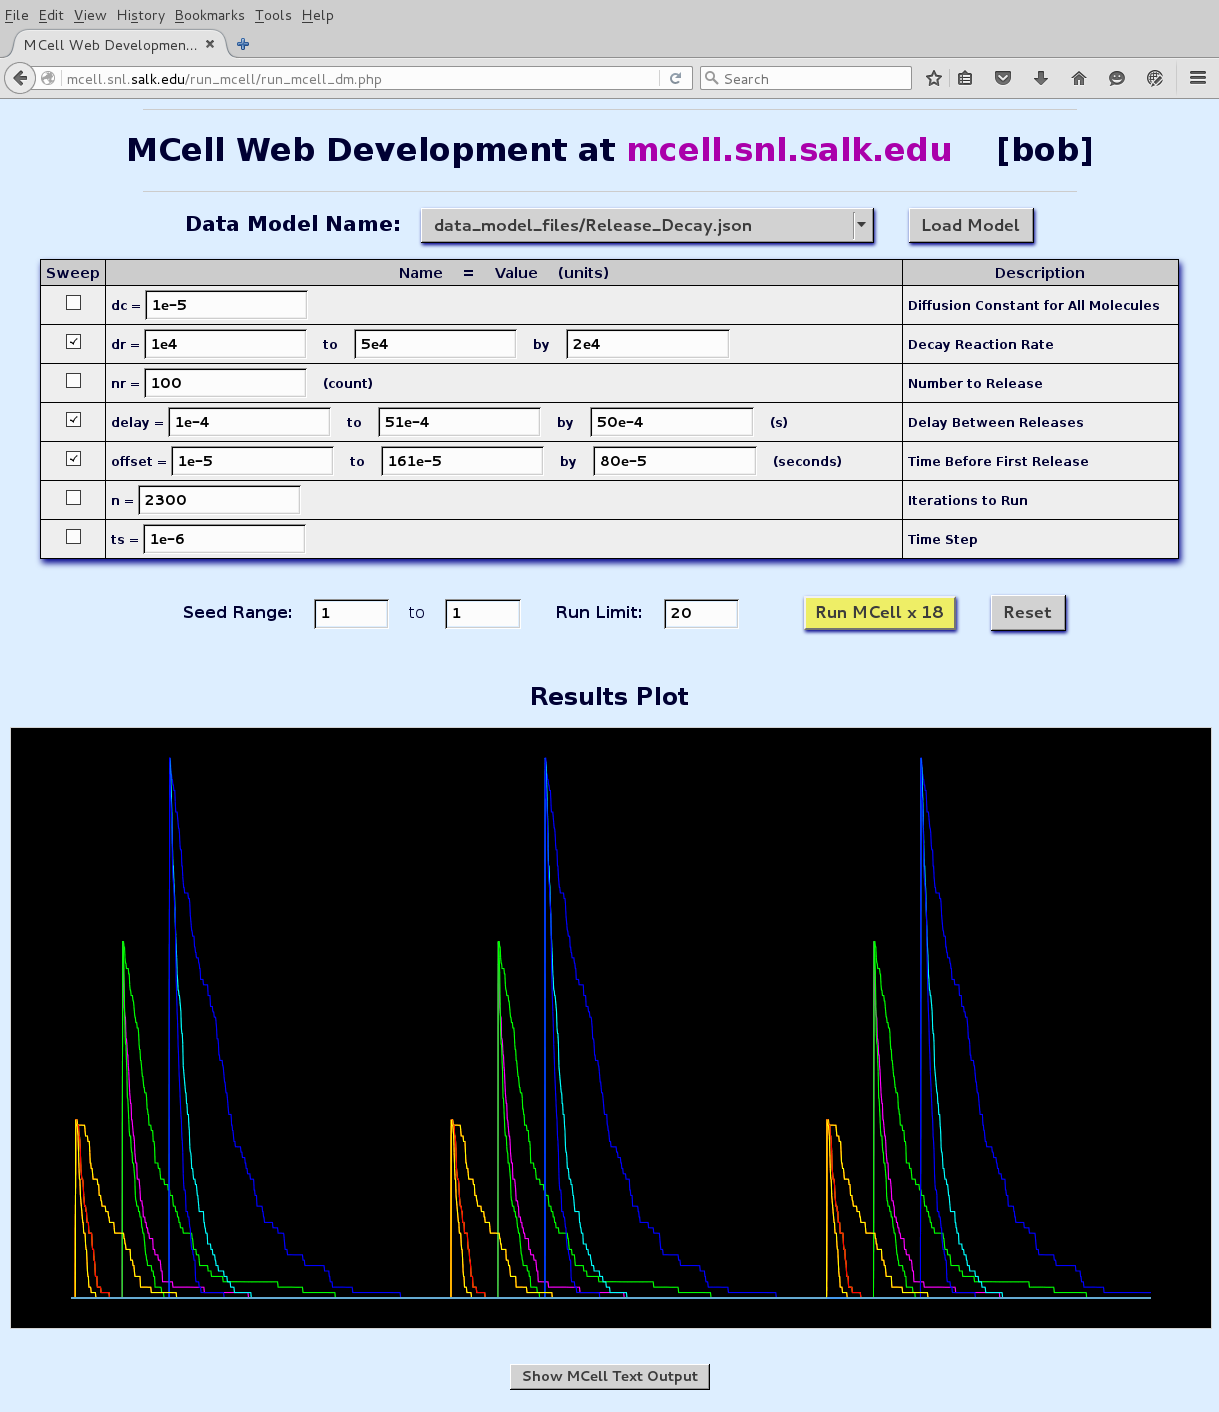 File Edit View History Bookmarks Tools Help
MCell Web Developmen...
mcell.snl.salk.edu/run_mcell/run_mcell_dm.php Search
MCell Web Development at mcell.snl.salk.edu [bob]
Data Model Name: data_model_files/Release_Decay.json Load Model
Sweep Name = Value (units) Description
dc = 1e-5 Diffusion Constant for All Molecules
dr = 1e4 to 5e4 by 2e4 Decay Reaction Rate
nr = 100 (count) Number to Release
delay = 1e-4 to 51e-4 by 50e-4 (s) Delay Between Releases
offset = 1e-5 to 161e-5 by 80e-5 (seconds) Time Before First Release
n = 2300 Iterations to Run
ts = 1e-6 Time Step
Seed Range: 1 to 1 Run Limit: 20 Run MCell x 18 Reset
Results Plot
Show MCell Text Output